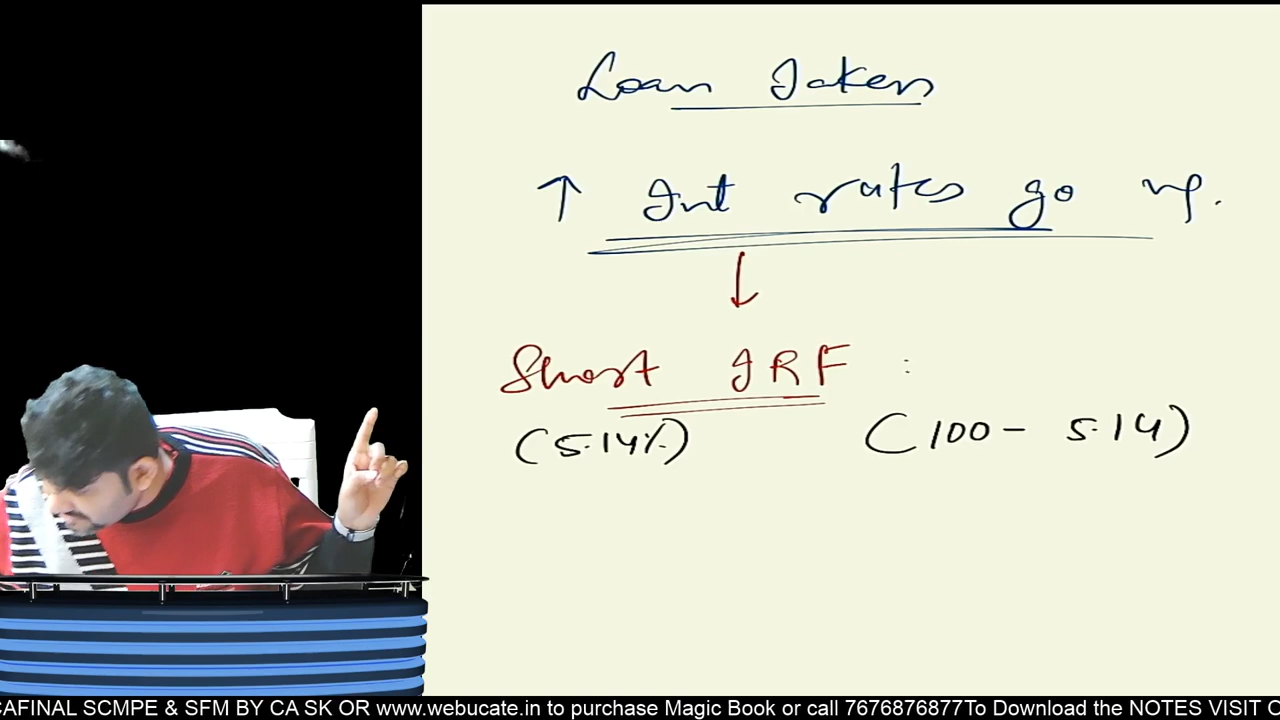 Loan Taken
↑ Int rates go up.
↓
Short IRF :
(5.14%) (100 - 5.14)
CAFINAL SCMPE & SFM BY CA SK OR www.webucate.in to purchase Magic Book or call 7676876877To Download the NOTES VISIT C